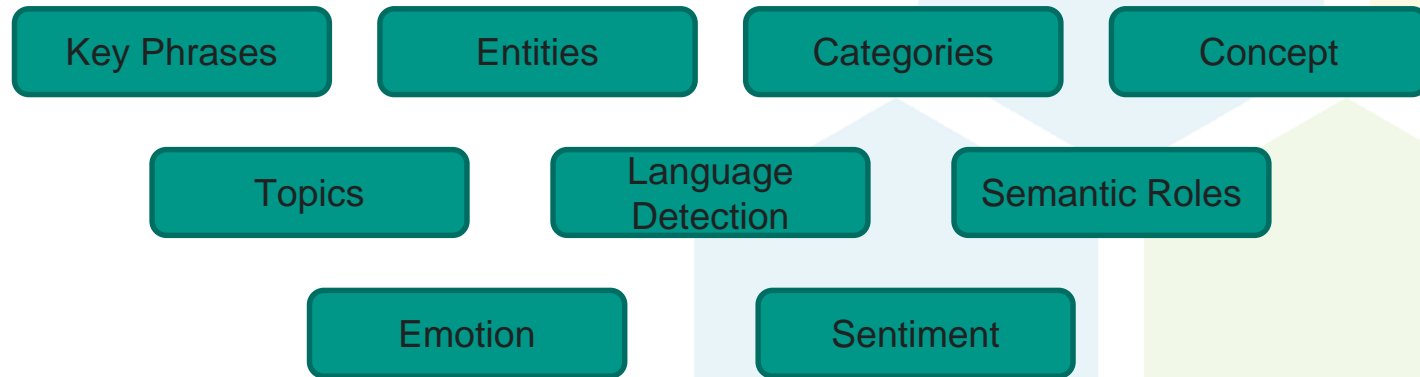 Key Phrases
Entities
Categories
Concept
Topics
Language
Detection
Semantic Roles
Emotion
Sentiment